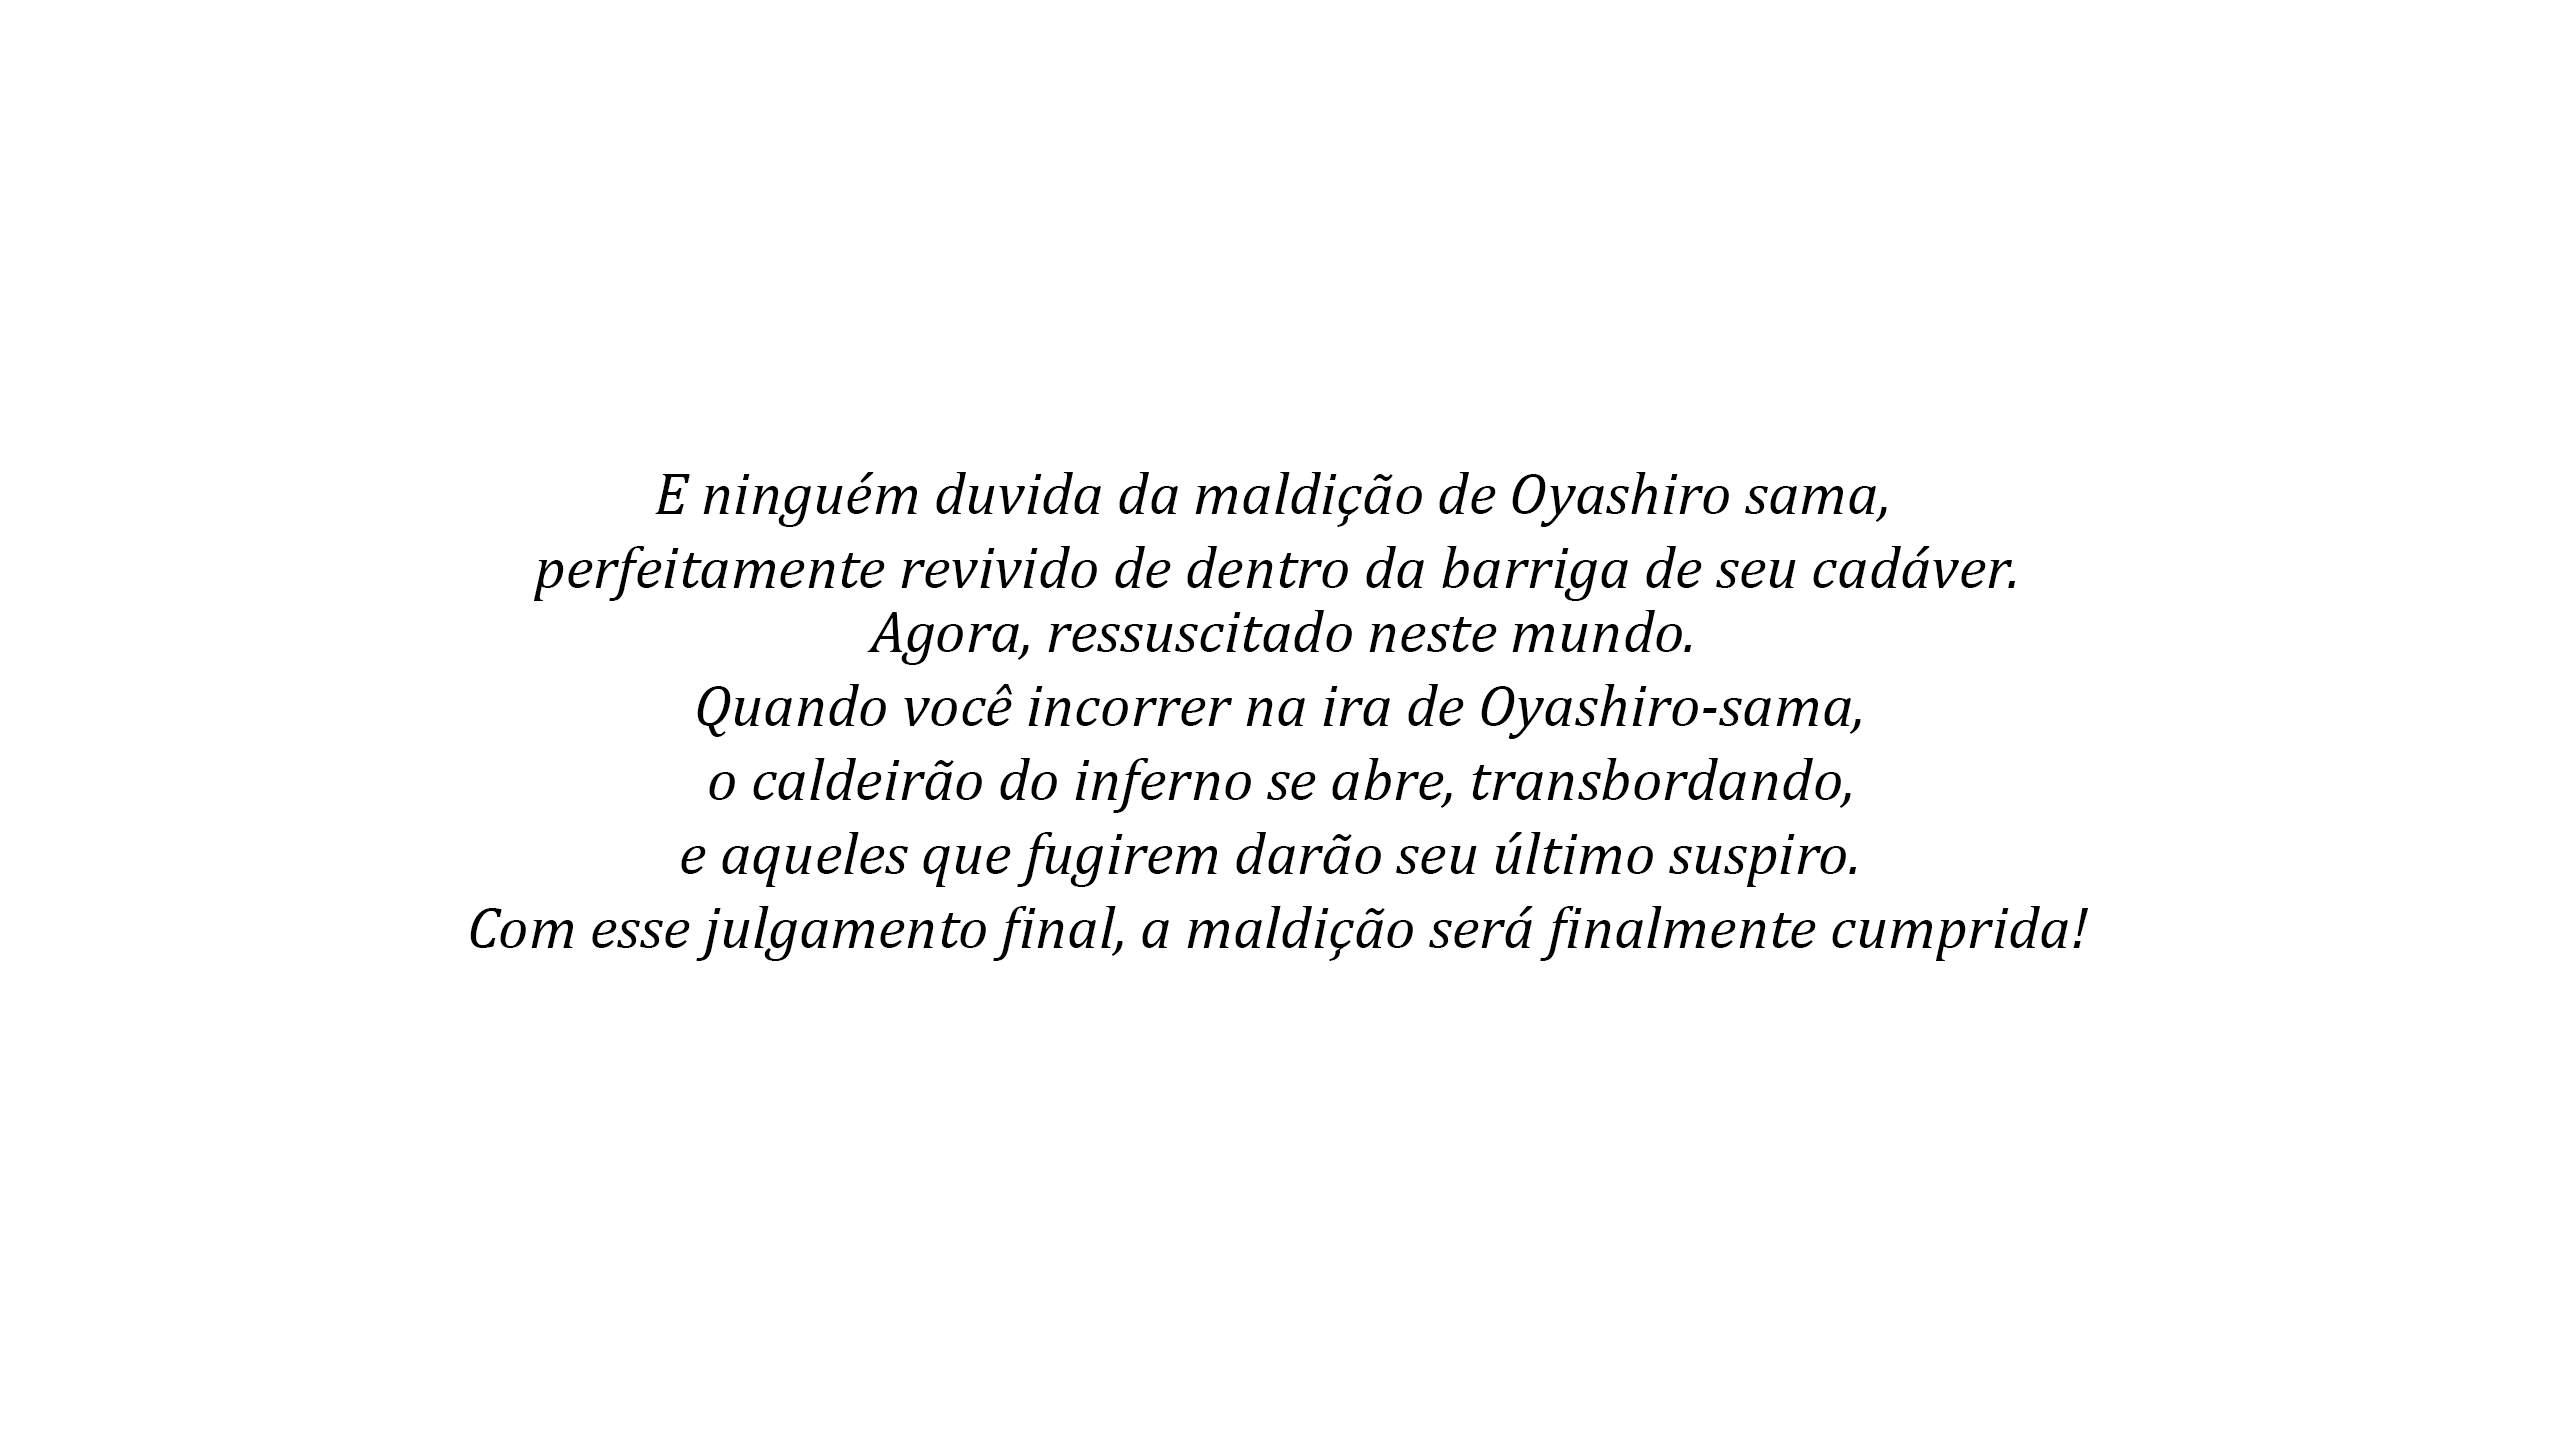 E ninguém duvida da maldição de Oyashiro sama,
perfeitamente revivido de dentro da barriga de seu cadáver.
Agora, ressuscitado neste mundo.
Quando você incorrer na ira de Oyashiro-sama,
o caldeirão do inferno se abre, transbordando,
e aqueles que fugirem darão seu último suspiro.
Com esse julgamento final, a maldição será finalmente cumprida!